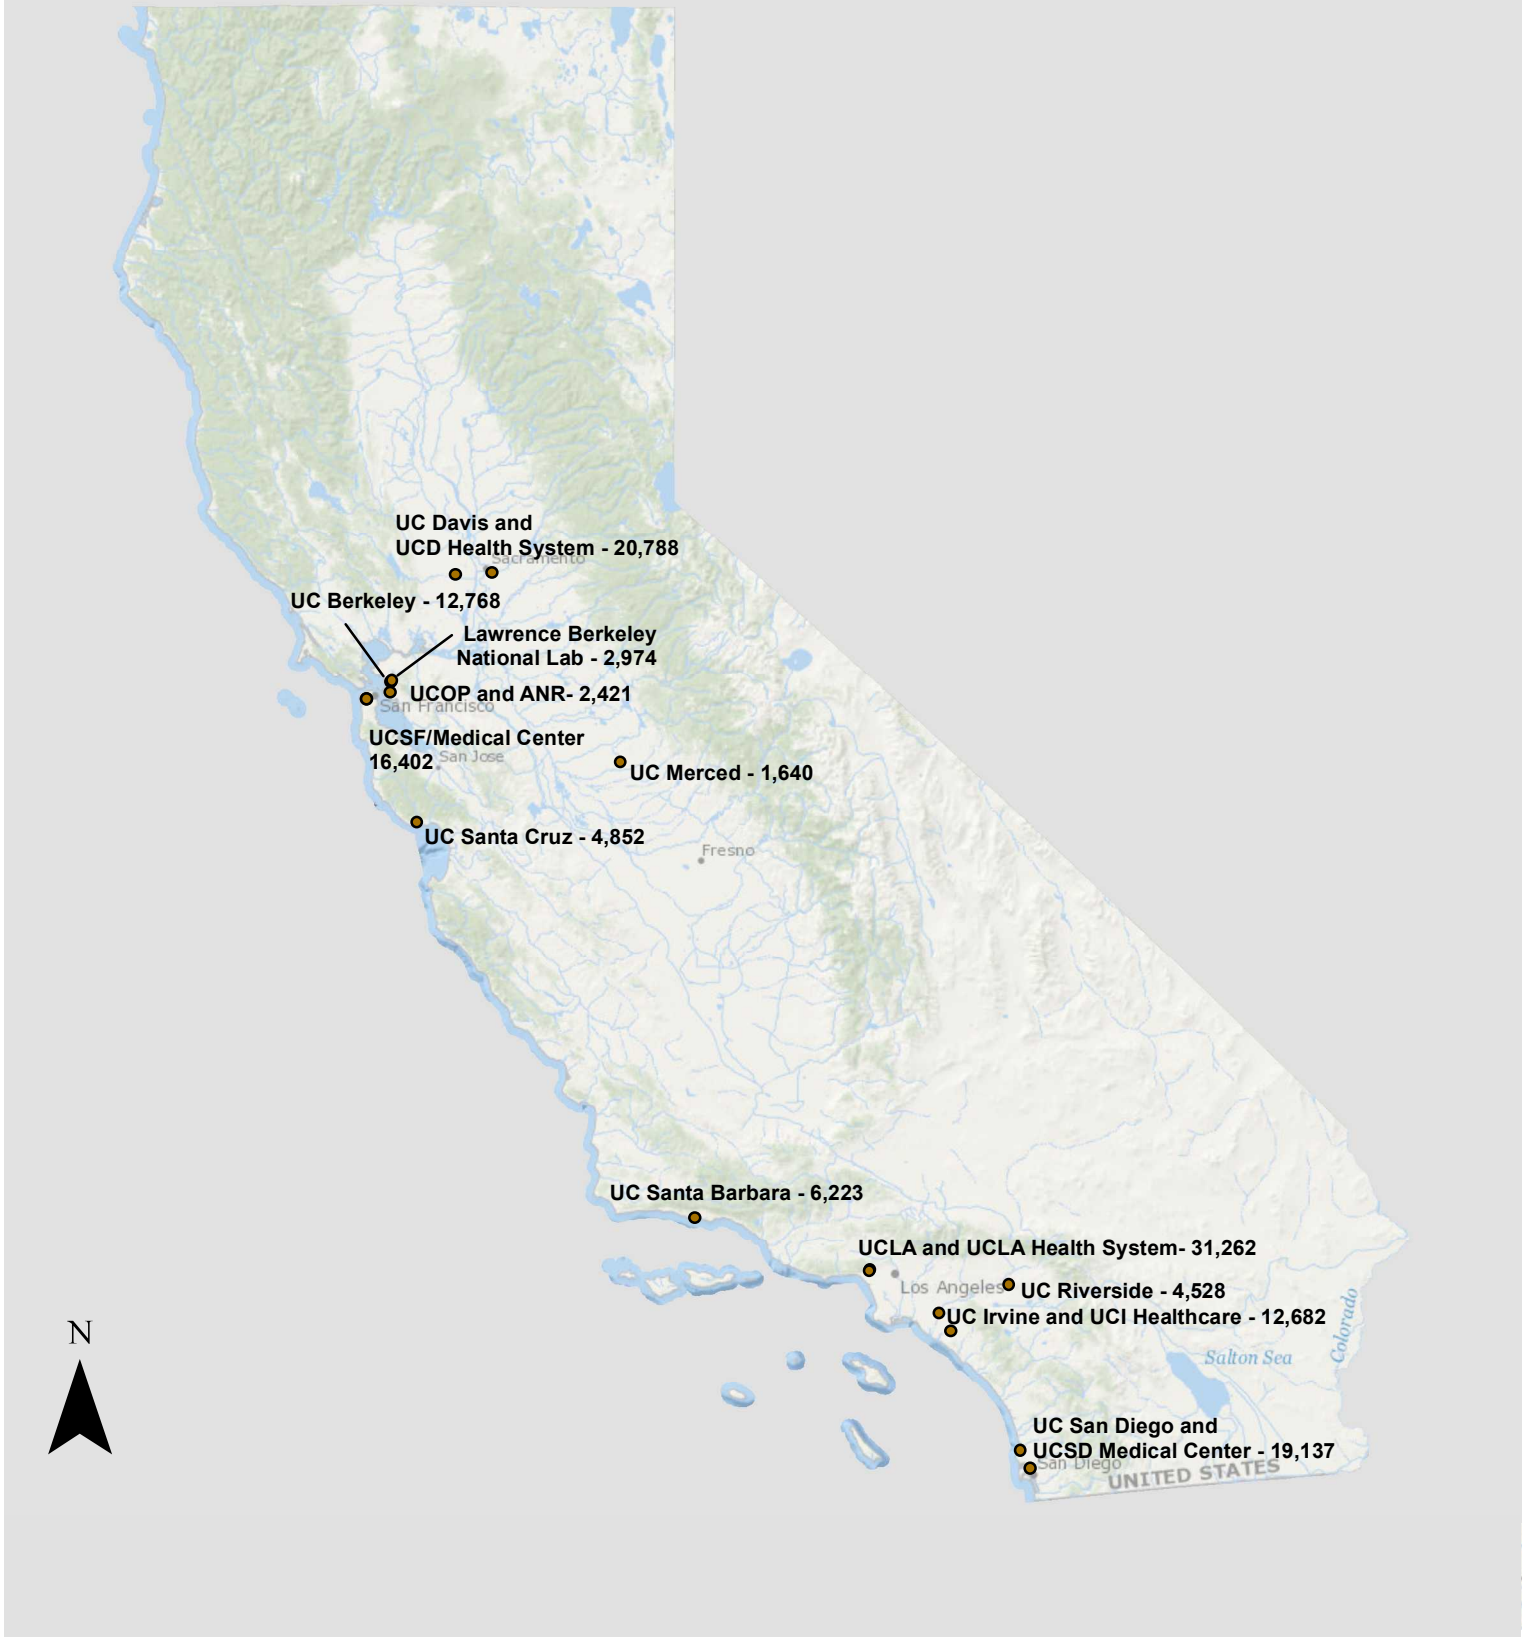 UC Davis and
UCD Health System - 20,788
Sacramento
UC Berkeley - 12,768
Lawrence Berkeley
National Lab - 2,974
UCOP and ANR- 2,421
San Francisco
UCSF/Medical Center
16,402
San Jose
UC Merced - 1,640
UC Santa Cruz - 4,852
Fresno
UC Santa Barbara - 6,223
UCLA and UCLA Health System- 31,262
Los Angeles
UC Riverside - 4,528
UC Irvine and UCI Healthcare - 12,682
N
Colorado
Salton Sea
UC San Diego and
UCSD Medical Center - 19,137
San Diego
UNITED STATES